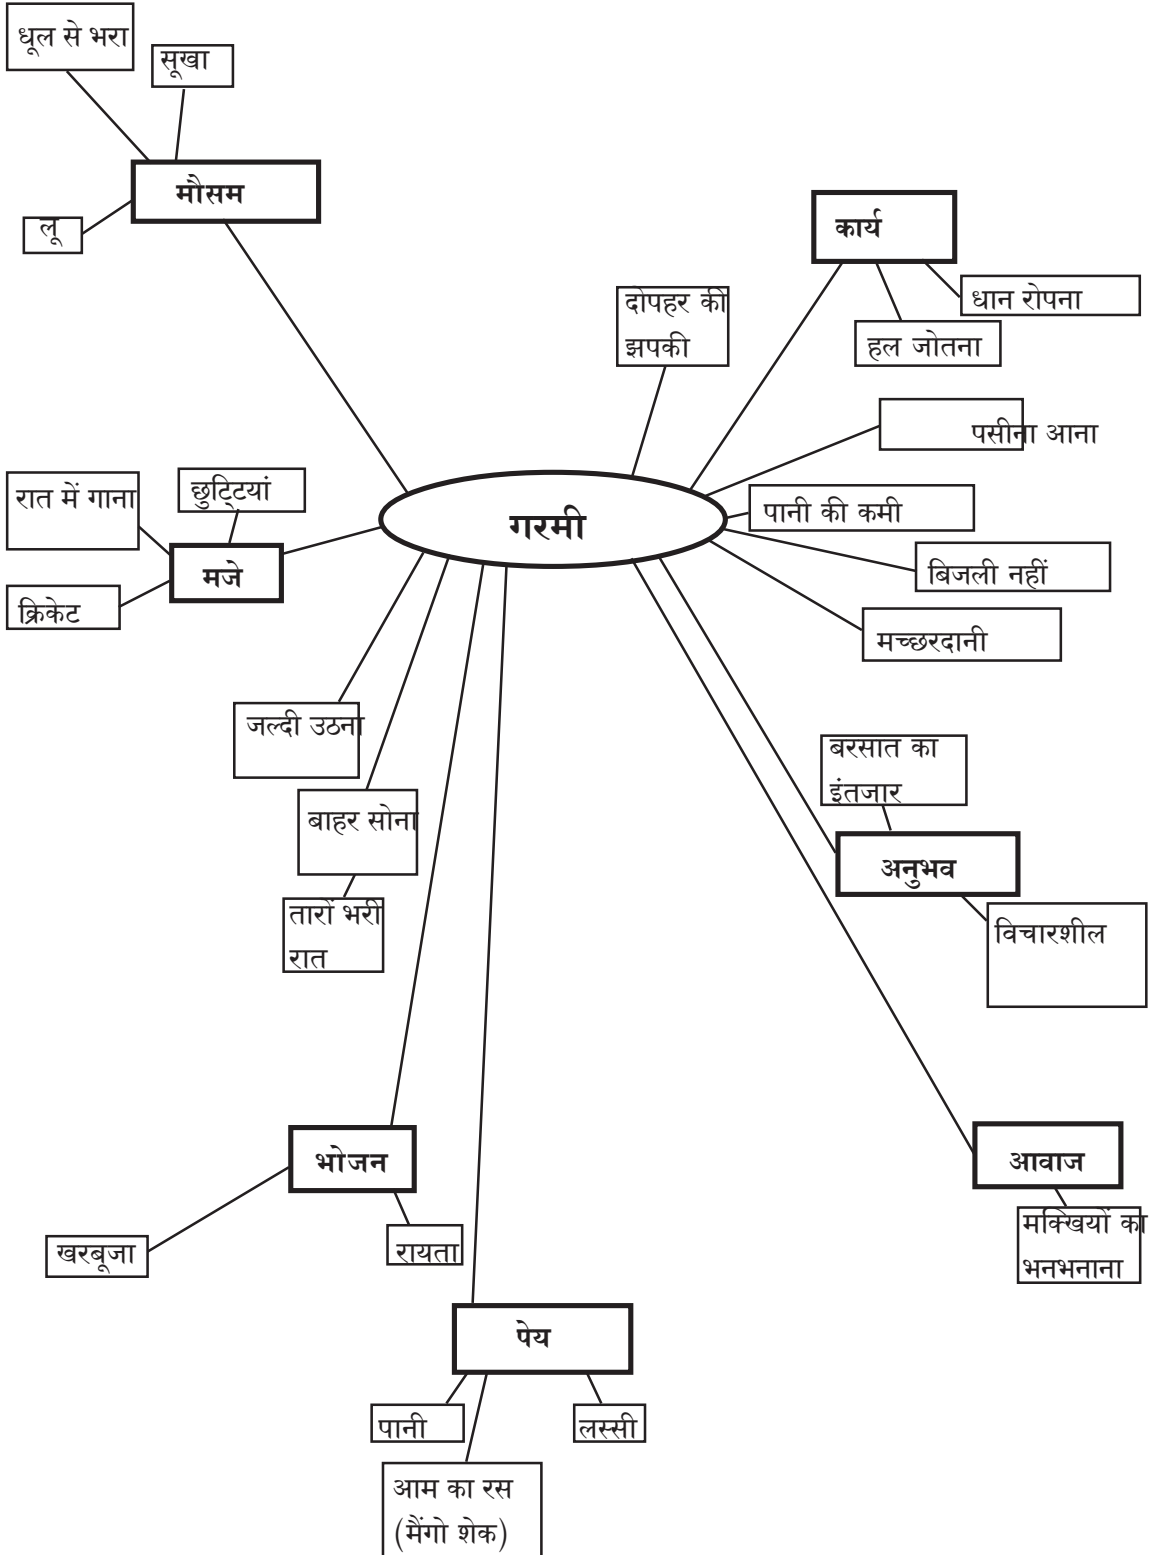 धूल से भरा
सूखा
मौसम
लू
कार्य
धान रोपना
हल जोतना
दोपहर की
झपकी
पसीना आना
पानी की कमी
बिजली नहीं
मच्छरदानी
गरमी
रात में गाना
छुट्टियां
मजे
क्रिकेट
जल्दी उठना
बाहर सोना
तारों भरी
रात
बरसात का
इंतजार
अनुभव
विचारशील
भोजन
खरबूजा
रायता
आवाज
मक्खियों का
भनभनाना
पेय
पानी
लस्सी
आम का रस
(मैंगो शेक)